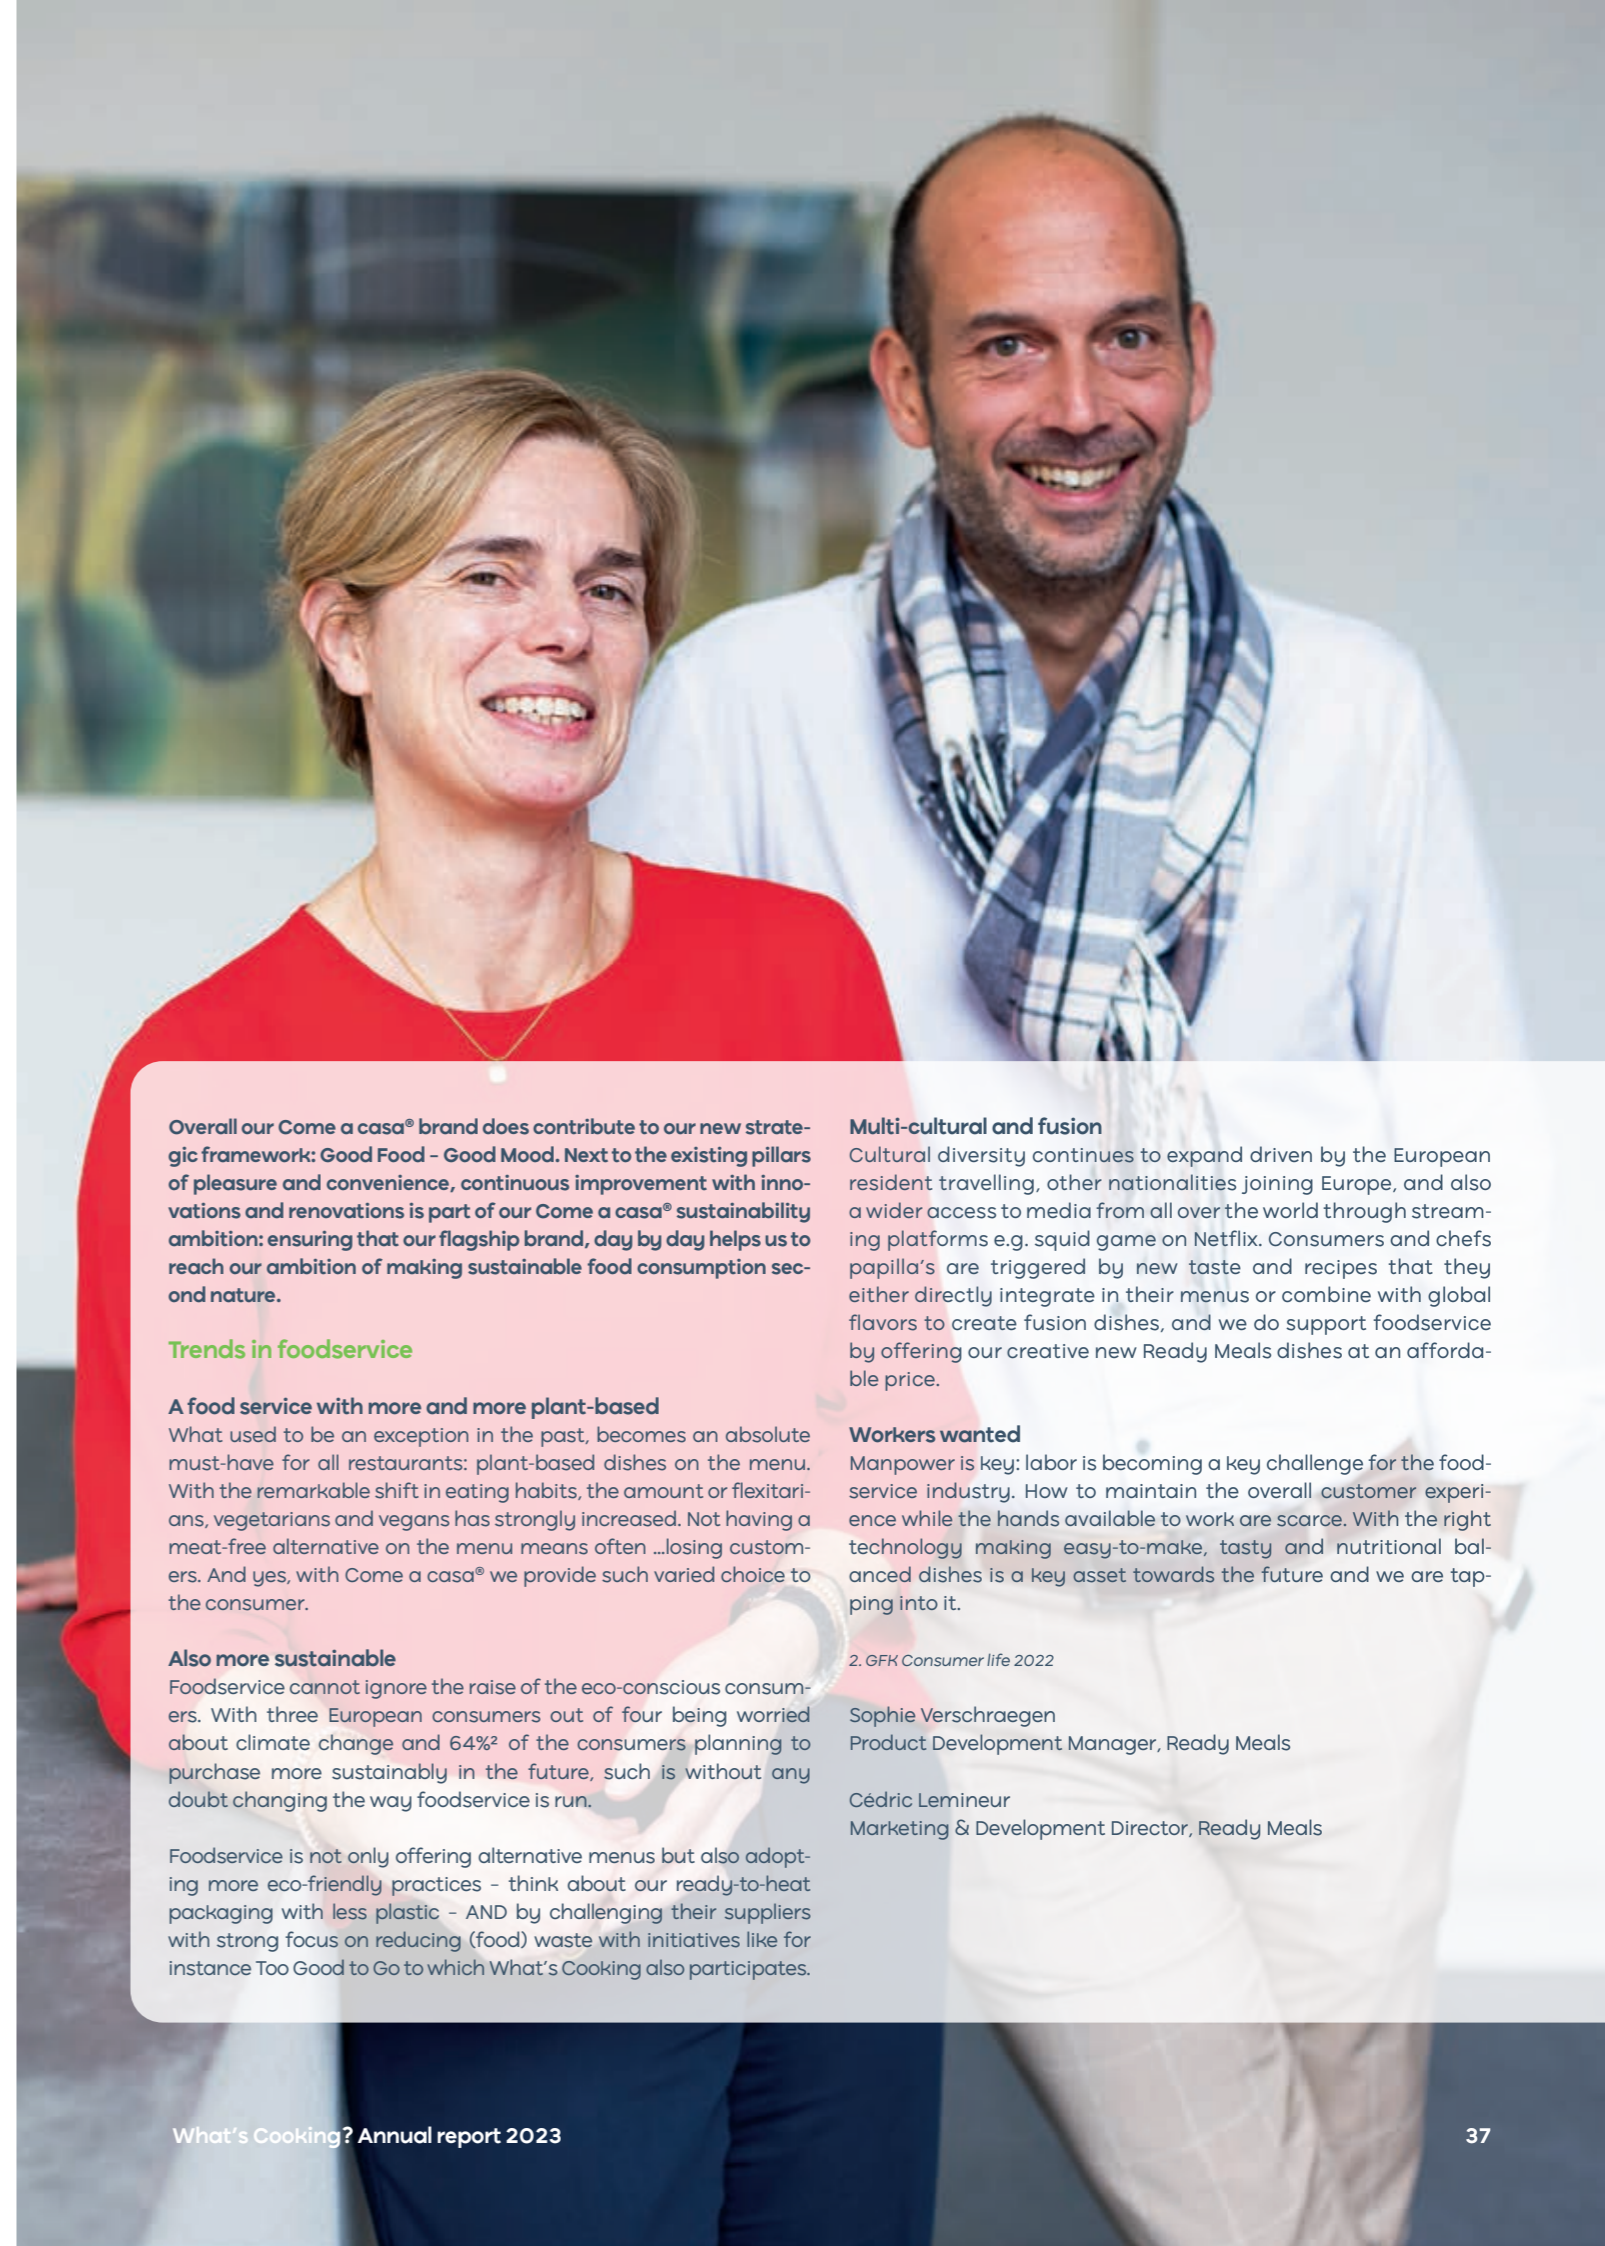 Overall our Come a casa® brand does contribute to our new strate-
gic framework: Good Food - Good Mood. Next to the existing pillars
of pleasure and convenience, continuous improvement with inno-
vations and renovations is part of our Come a casa® sustainability
ambition: ensuring that our flagship brand, day by day helps us to
reach our ambition of making sustainable food consumption sec-
ond nature.
Trends in foodservice
A food service with more and more plant-based
What used to be an exception in the past, becomes an absolute
must-have for all restaurants: plant-based dishes on the menu.
With the remarkable shift in eating habits, the amount or flexitari-
ans, vegetarians and vegans has strongly increased. Not having a
meat-free alternative on the menu means often ...losing custom-
ers. And yes, with Come a casa® we provide such varied choice to
the consumer.
Also more sustainable
Foodservice cannot ignore the raise of the eco-conscious consum-
ers. With three European consumers out of four being worried
about climate change and 64%² of the consumers planning to
purchase more sustainably in the future, such is without any
doubt changing the way foodservice is run.
Foodservice is not only offering alternative menus but also adopt-
ing more eco-friendly practices - think about our ready-to-heat
packaging with less plastic - AND by challenging their suppliers
with strong focus on reducing (food) waste with initiatives like for
instance Too Good to Go to which What's Cooking also participates.
Multi-cultural and fusion
Cultural diversity continues to expand driven by the European
resident travelling, other nationalities joining Europe, and also
a wider access to media from all over the world through stream-
ing platforms e.g. squid game on Netflix. Consumers and chefs
papilla's are triggered by new taste and recipes that they
either directly integrate in their menus or combine with global
flavors to create fusion dishes, and we do support foodservice
by offering our creative new Ready Meals dishes at an afforda-
ble price.
Workers wanted
Manpower is key: labor is becoming a key challenge for the food-
service industry. How to maintain the overall customer experi-
ence while the hands available to work are scarce. With the right
technology making easy-to-make, tasty and nutritional bal-
anced dishes is a key asset towards the future and we are tap-
ping into it.
2. GFK Consumer life 2022
Sophie Verschraegen
Product Development Manager, Ready Meals
Cédric Lemineur
Marketing & Development Director, Ready Meals
What's Cooking? Annual report 2023
37